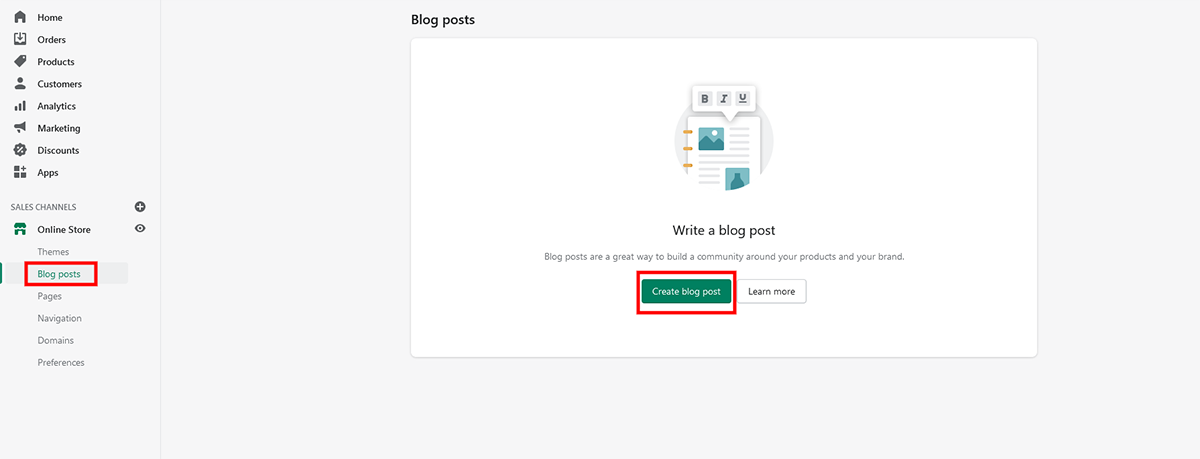 Home
Orders
Products
Customers
Analytics
Marketing
Discounts
Apps
SALES CHANNELS
Online Store
Themes
Blog posts
Pages
Navigation
Domains
Preferences
Blog posts
B I U
Write a blog post
Blog posts are a great way to build a community around your products and your brand.
Create blog post Learn more